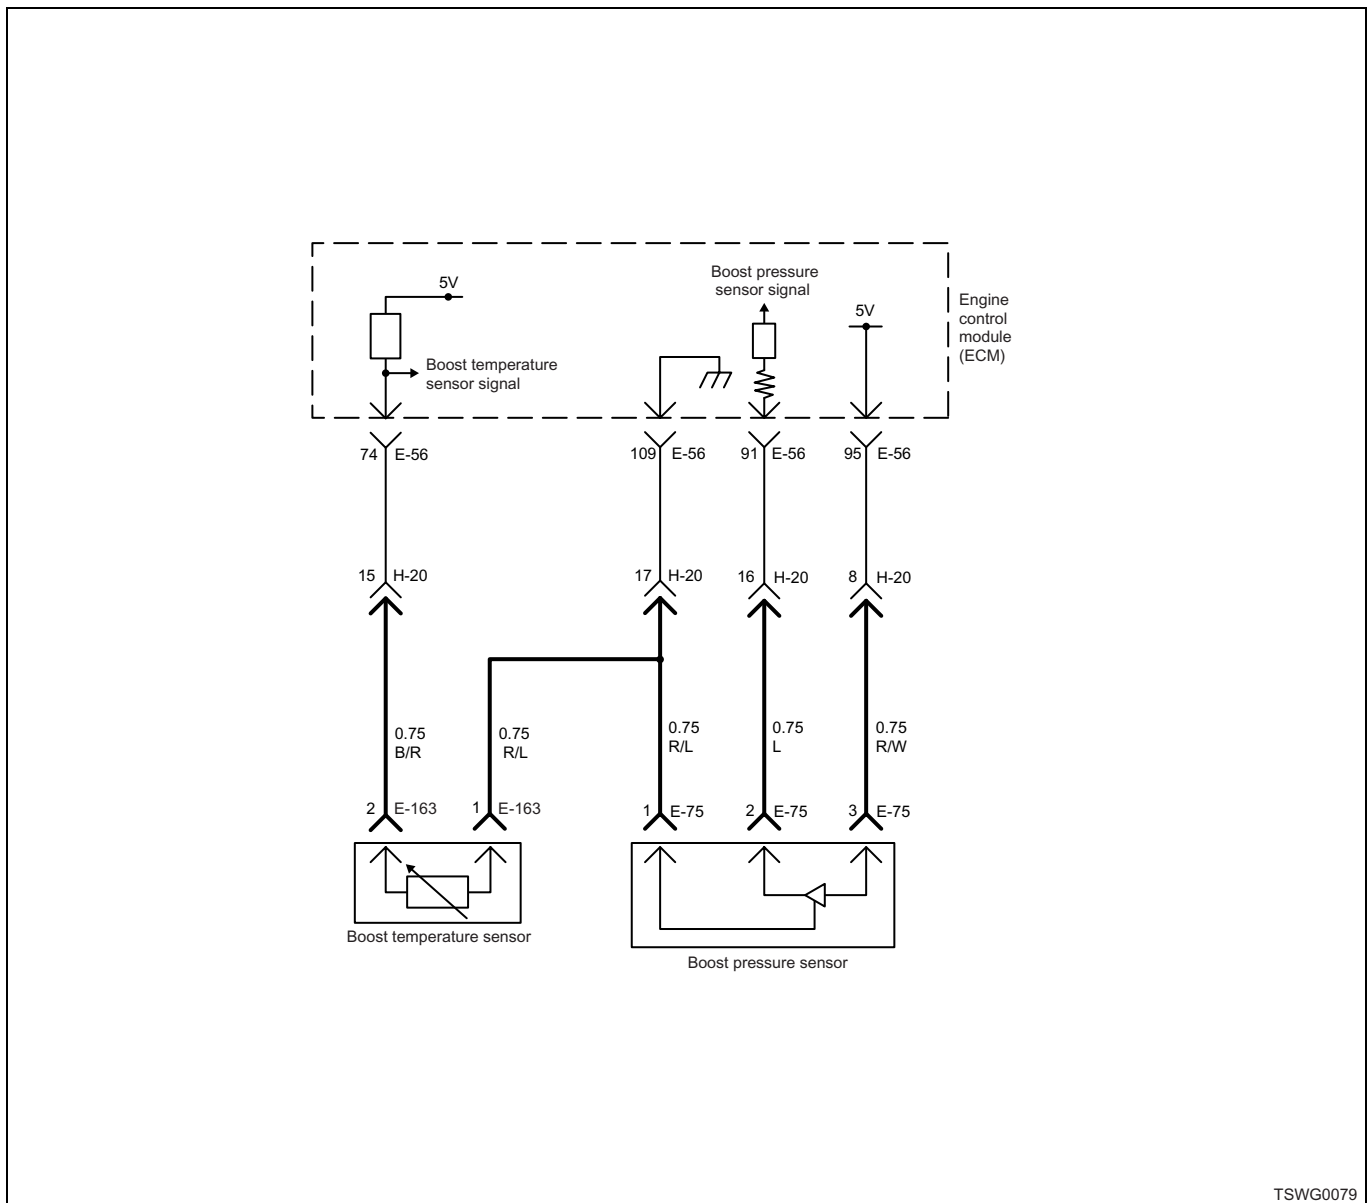 5V
Boost temperature
sensor signal
Boost pressure
sensor signal
5V
Engine
control
module
(ECM)
74 E-56
109 E-56
91 E-56
95 E-56
15 H-20
17 H-20
16 H-20
8 H-20
0.75
B/R
0.75
R/L
0.75
R/L
0.75
L
0.75
R/W
2 E-163
1 E-163
1 E-75
2 E-75
3 E-75
Boost temperature sensor
Boost pressure sensor
TSWG0079